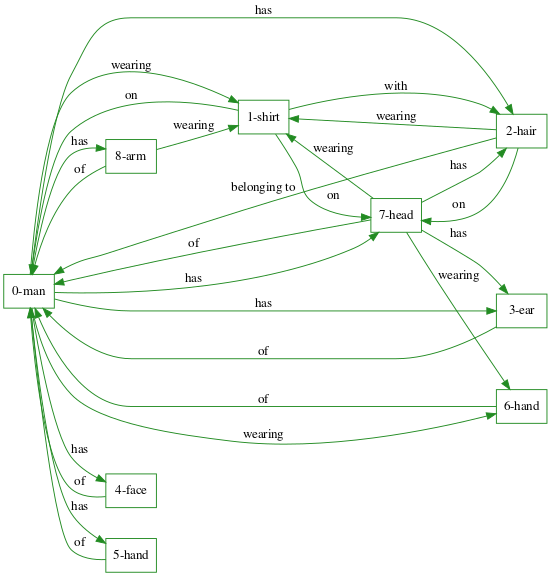 has
wearing
on
with
1-shirt
wearing
2-hair
wearing
has
8-arm
of
wearing
has
belonging to
on
on
7-head
has
of
wearing
has
0-man
has
3-ear
of
of
6-hand
wearing
has
of
4-face
has
of
5-hand